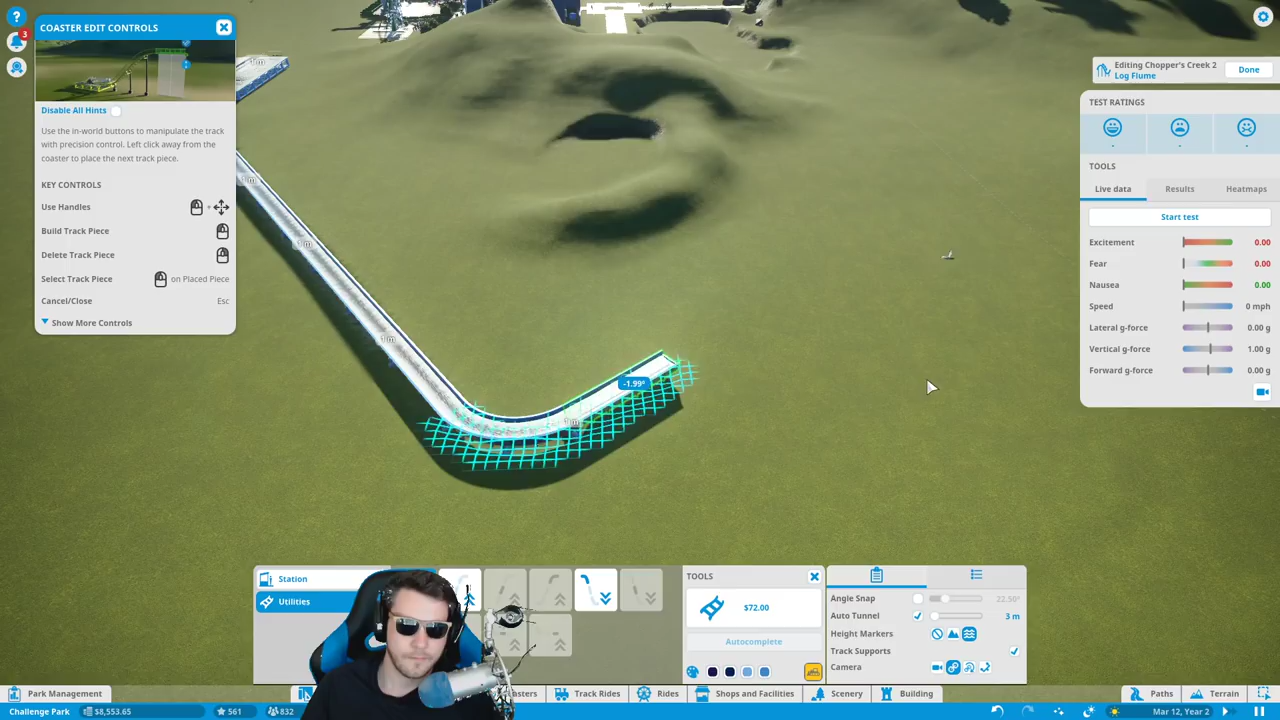 ?
COASTER EDIT CONTROLS
3
Disable All Hints
Use the in-world buttons to manipulate the track
with precision control. Left click away from the
coaster to place the next track piece.
KEY CONTROLS
Use Handles
+
Build Track Piece
Delete Track Piece
Select Track Piece
on Placed Piece
Cancel/Close
Esc
Show More Controls
1 m
1 m
1 m
1 m
1 m
-1.99°
Editing Chopper's Creek 2
Log Flume
Done
TEST RATINGS
- - -
TOOLS
Live data
Results
Heatmaps
Start test
Excitement 0.00
Fear 0.00
Nausea 0.00
Speed 0 mph
Lateral g-force 0.00 g
Vertical g-force 1.00 g
Forward g-force 0.00 g
Station
Utilities
TOOLS
$72.00
Autocomplete
Angle Snap 22.50°
Auto Tunnel 3 m
Height Markers
Track Supports
Camera
Park Management
asters
Track Rides
Rides
Shops and Facilities
Scenery
Building
Paths
Terrain
Challenge Park
$8,553.65
561
832
Mar 12, Year 2